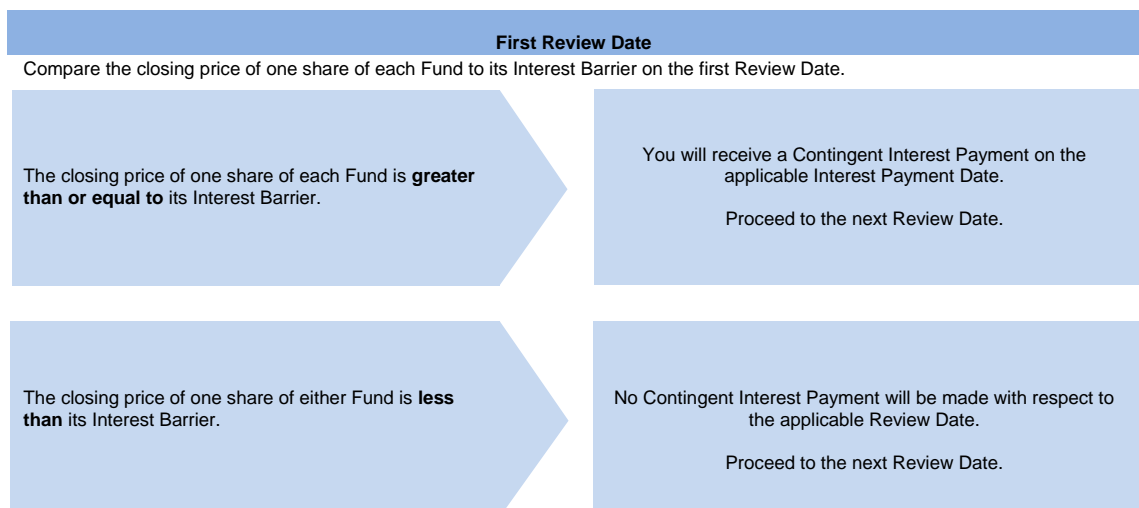 First Review Date
Compare the closing price of one share of each Fund to its Interest Barrier on the first Review Date.
The closing price of one share of each Fund is greater
than or equal to its Interest Barrier.
You will receive a Contingent Interest Payment on the
applicable Interest Payment Date.
Proceed to the next Review Date.
The closing price of one share of either Fund is less
than its Interest Barrier.
No Contingent Interest Payment will be made with respect to
the applicable Review Date.
Proceed to the next Review Date.